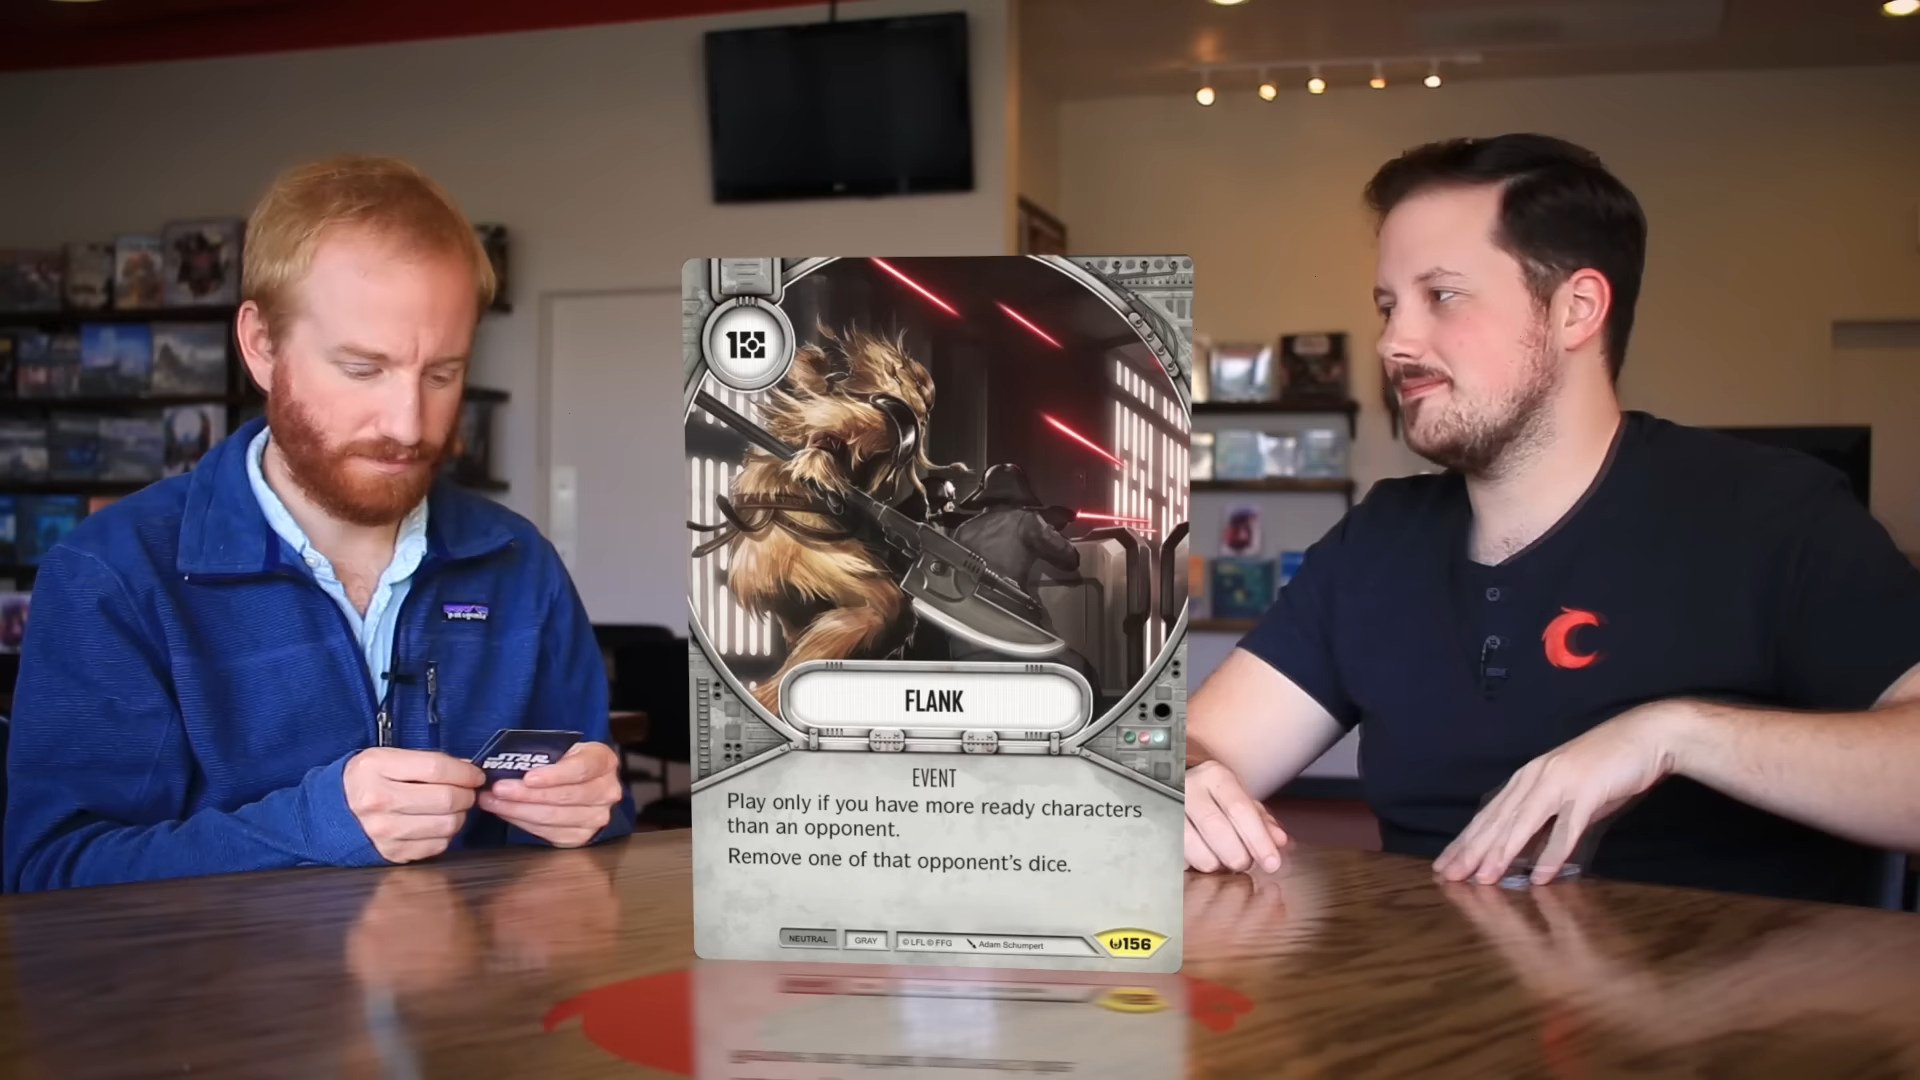 1
FLANK
EVENT
Play only if you have more ready characters
than an opponent.
Remove one of that opponent's dice.
NEUTRAL
GRAY
© LFL © FFG
Adam Schumpert
156
patagonia
STAR
WARS